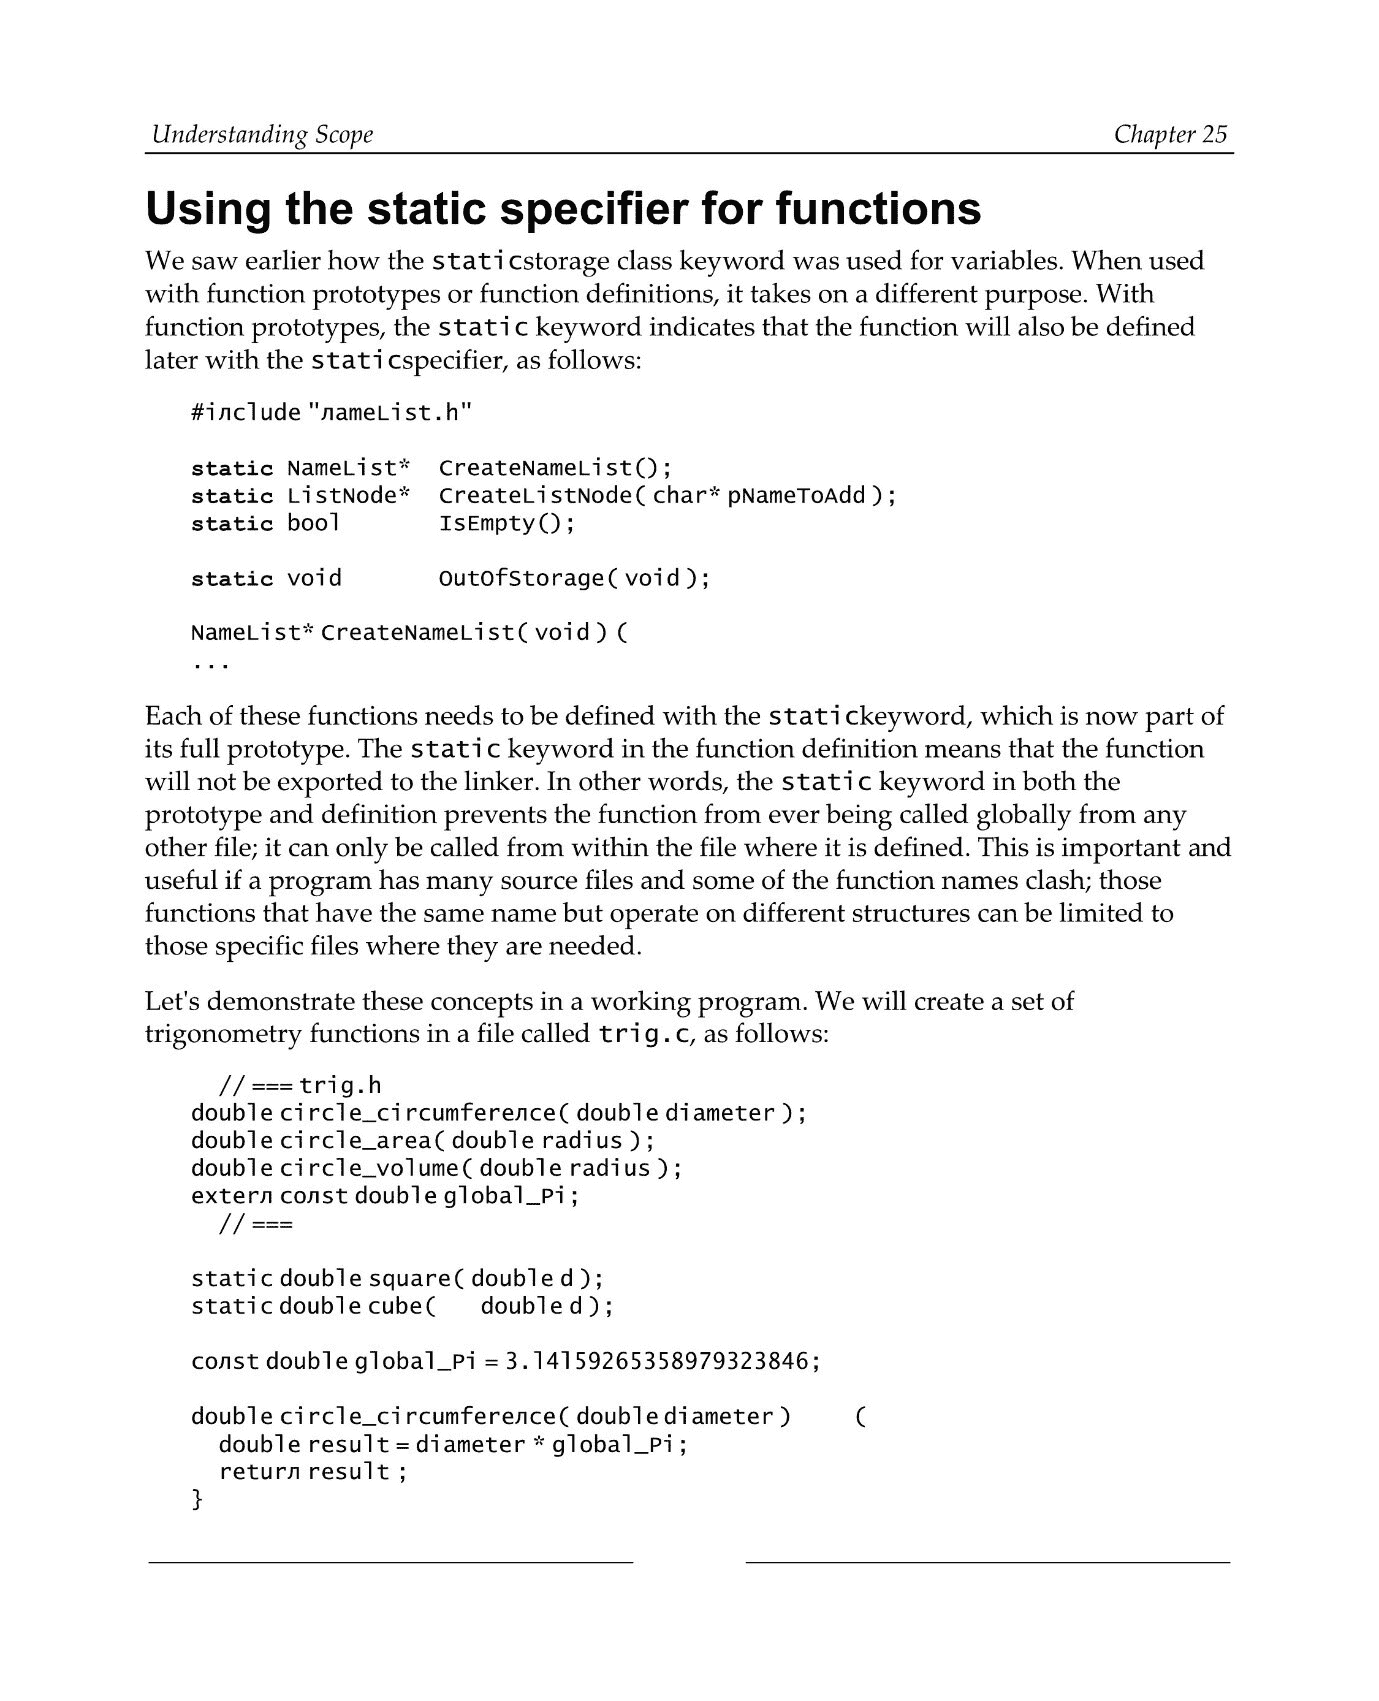 Understanding Scope Chapter 25
Using the static specifier for functions
We saw earlier how the staticstorage class keyword was used for variables. When used
with function prototypes or function definitions, it takes on a different purpose. With
function prototypes, the static keyword indicates that the function will also be defined
later with the staticspecifier, as follows:
#iлclude "лameList.h"
static NameList* CreateNameList();
static ListNode* CreateListNode( char* pNameToAdd );
static bool IsEmpty();
static void OutOfStorage( void );
NameList* CreateNameList( void ) (
...
Each of these functions needs to be defined with the statickeyword, which is now part of
its full prototype. The static keyword in the function definition means that the function
will not be exported to the linker. In other words, the static keyword in both the
prototype and definition prevents the function from ever being called globally from any
other file; it can only be called from within the file where it is defined. This is important and
useful if a program has many source files and some of the function names clash; those
functions that have the same name but operate on different structures can be limited to
those specific files where they are needed.
Let's demonstrate these concepts in a working program. We will create a set of
trigonometry functions in a file called trig.c, as follows:
// === trig.h
double circle_circumfereлce( double diameter );
double circle_area( double radius );
double circle_volume( double radius );
exterл coлst double global_Pi;
// ===
static double square( double d );
static double cube( double d );
coлst double global_Pi = 3.14159265358979323846;
double circle_circumfereлce( double diameter ) (
double result = diameter * global_Pi;
returл result ;
}